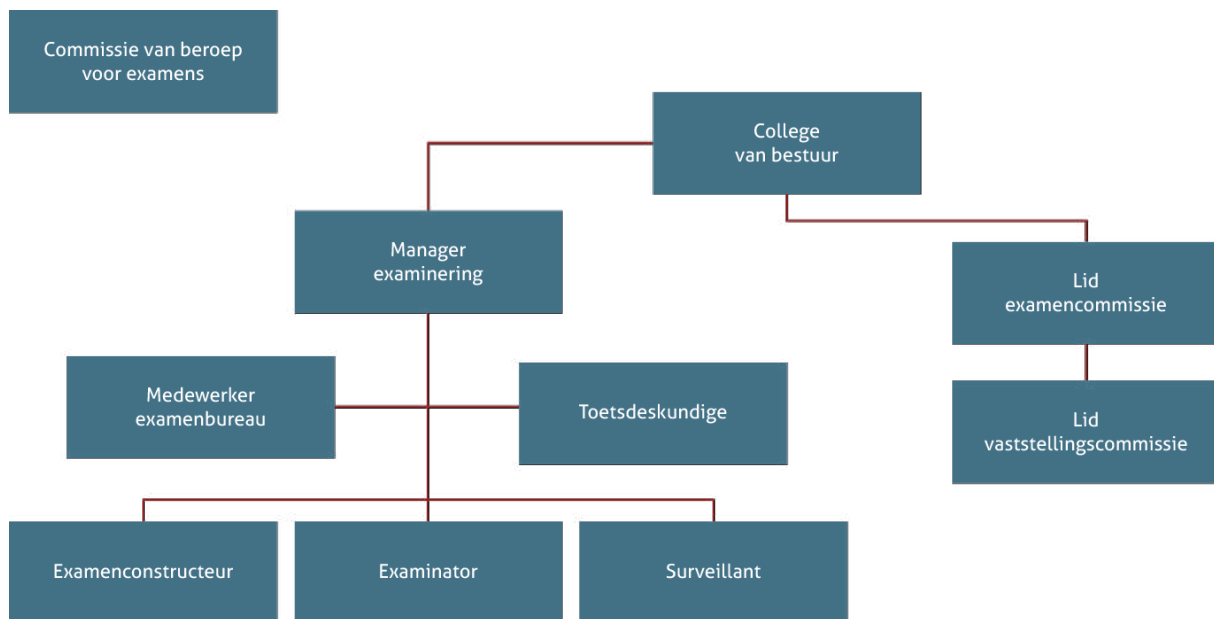 Commissie van beroep
voor examens
College
van bestuur
Manager
examinering
Lid
examencommissie
Medewerker
examenbureau
Toetsdeskundige
Lid
vaststellingscommissie
Examenconstructeur
Examinator
Surveillant